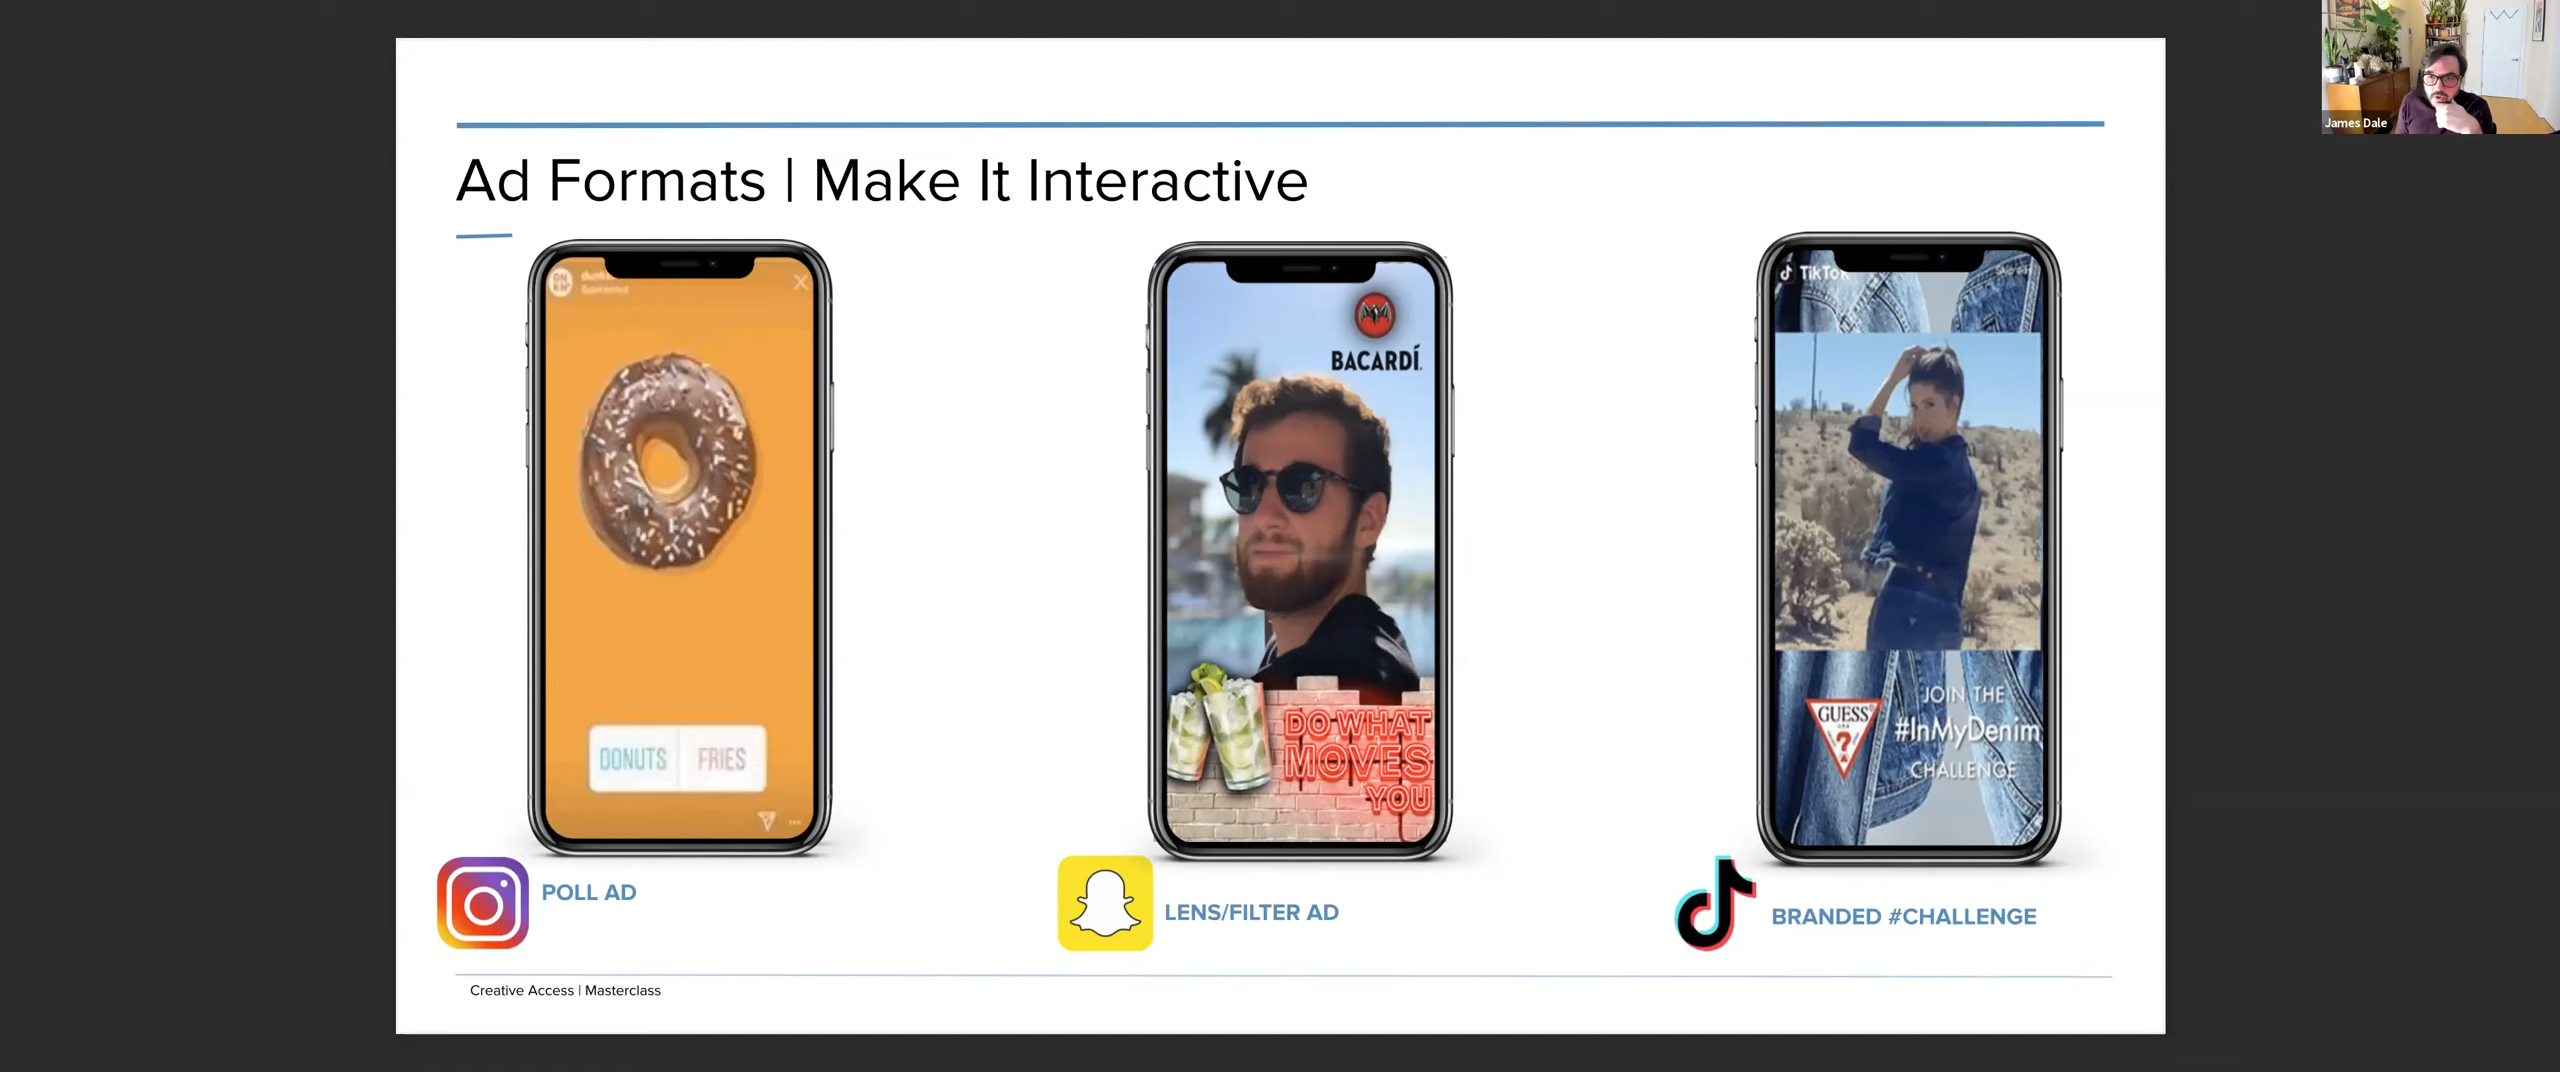 James Dale
Ad Formats | Make It Interactive
DONUTS
FRIES
POLL AD
BACARDÍ
DO WHAT
MOVES
YOU
LENS/FILTER AD
TikTok
GUESS
?
JOIN THE
#InMyDenim
CHALLENGE
BRANDED #CHALLENGE
Creative Access | Masterclass